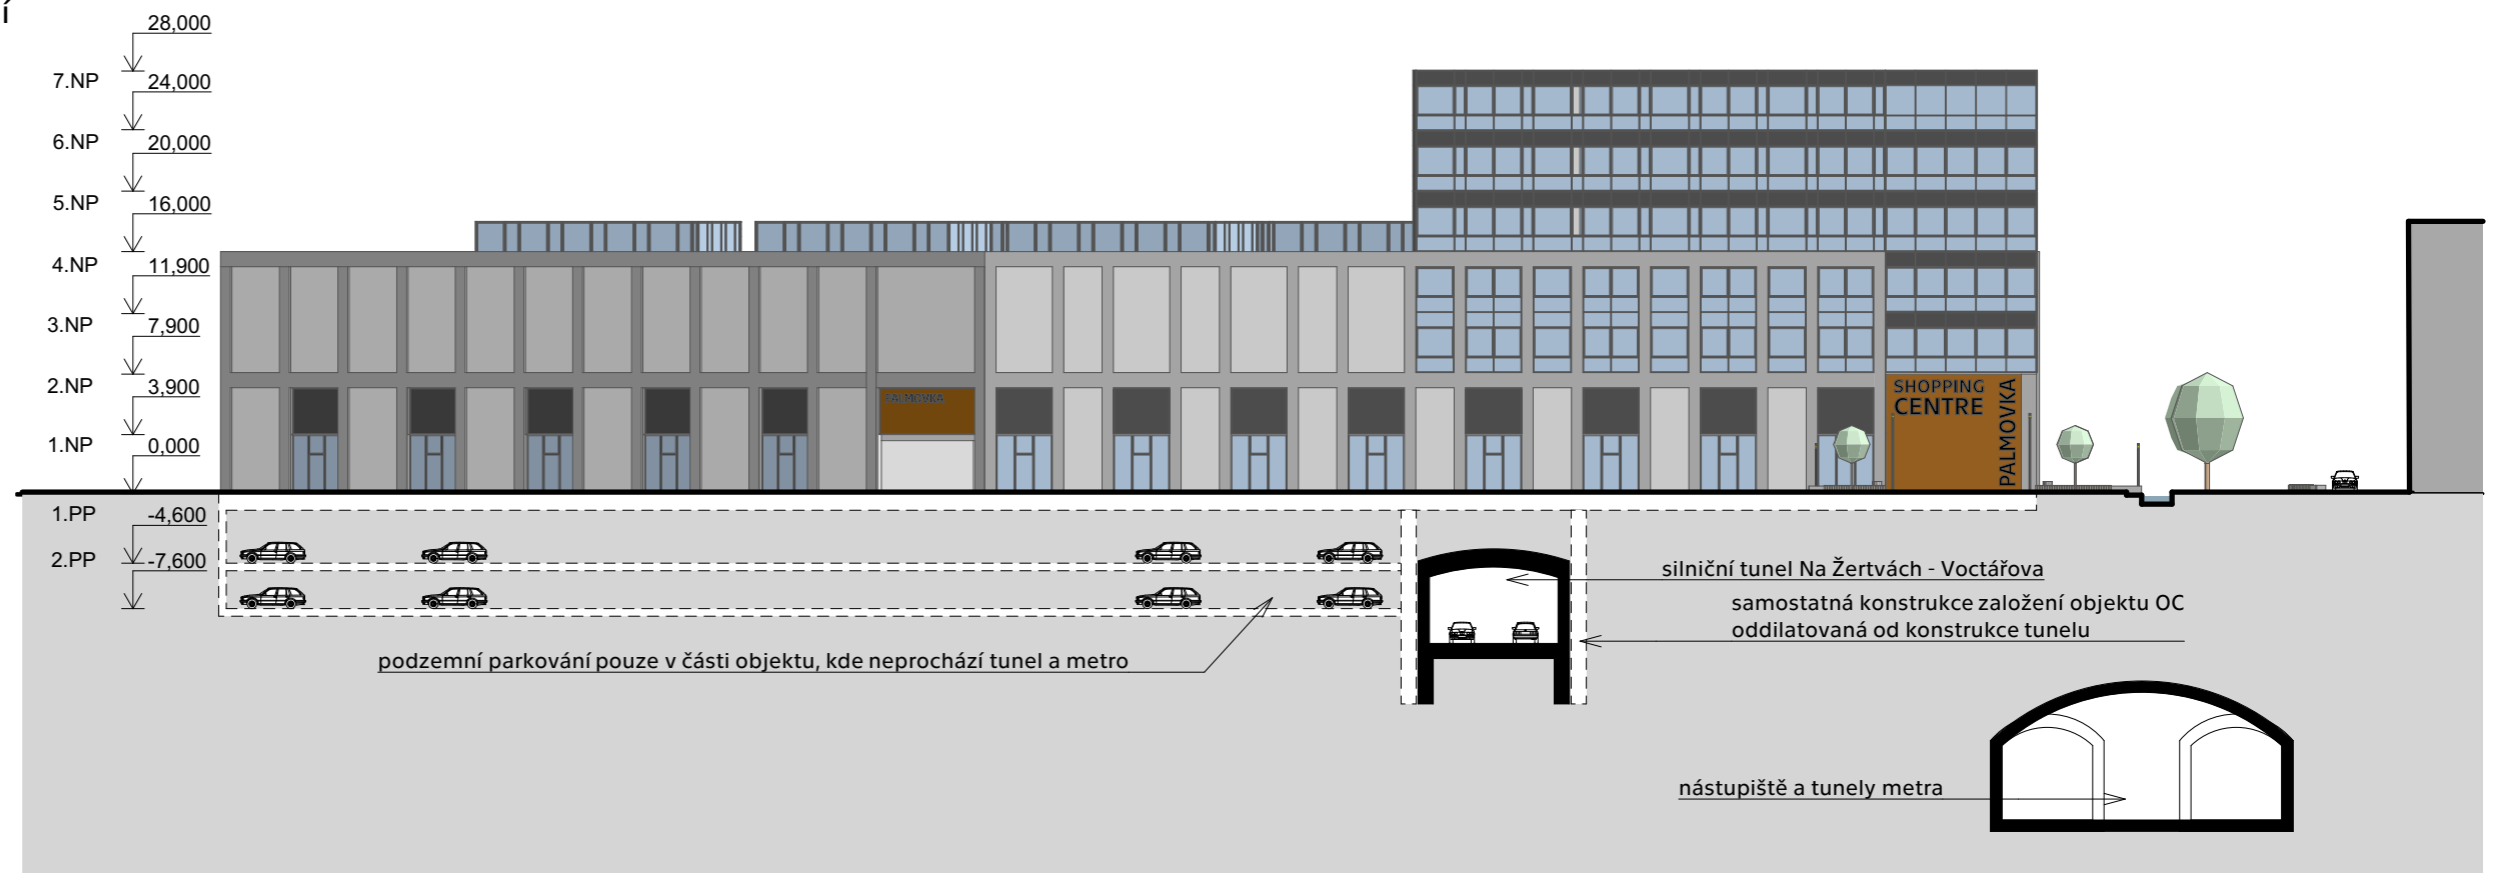 í
28,000
7.NP 24,000
6.NP 20,000
5.NP 16,000
4.NP 11,900
3.NP 7,900
2.NP 3,900
1.NP 0,000
1.PP -4,600
2.PP -7,600
PALMOVKA
SHOPPING
CENTRE
PALMOVKA
silniční tunel Na Žertvách - Voctářova
samostatná konstrukce založení objektu OC
oddilatovaná od konstrukce tunelu
podzemní parkování pouze v části objektu, kde neprochází tunel a metro
nástupiště a tunely metra